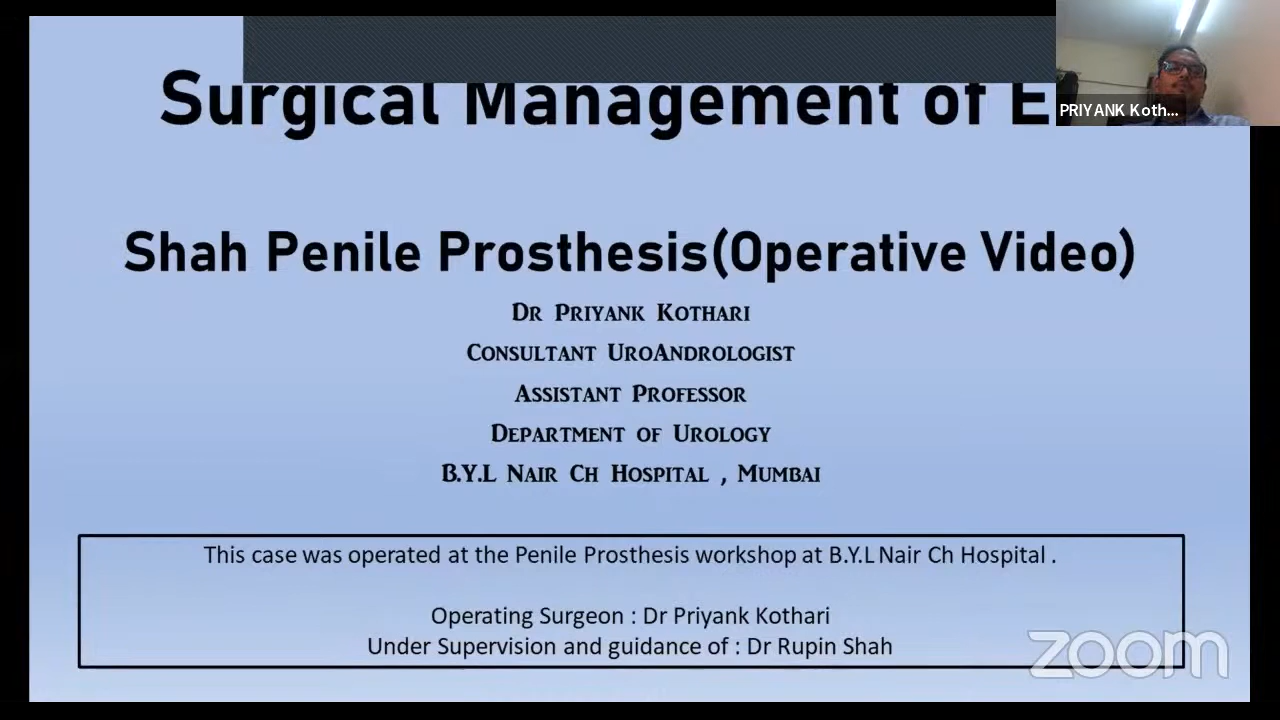 Surgical Management of E
PRIYANK Koth...
Shah Penile Prosthesis(Operative Video)
Dr Priyank Kothari
Consultant UroAndrologist
Assistant Professor
Department of Urology
B.Y.L Nair Ch Hospital , Mumbai
This case was operated at the Penile Prosthesis workshop at B.Y.L Nair Ch Hospital .
Operating Surgeon : Dr Priyank Kothari
Under Supervision and guidance of : Dr Rupin Shah
zoom